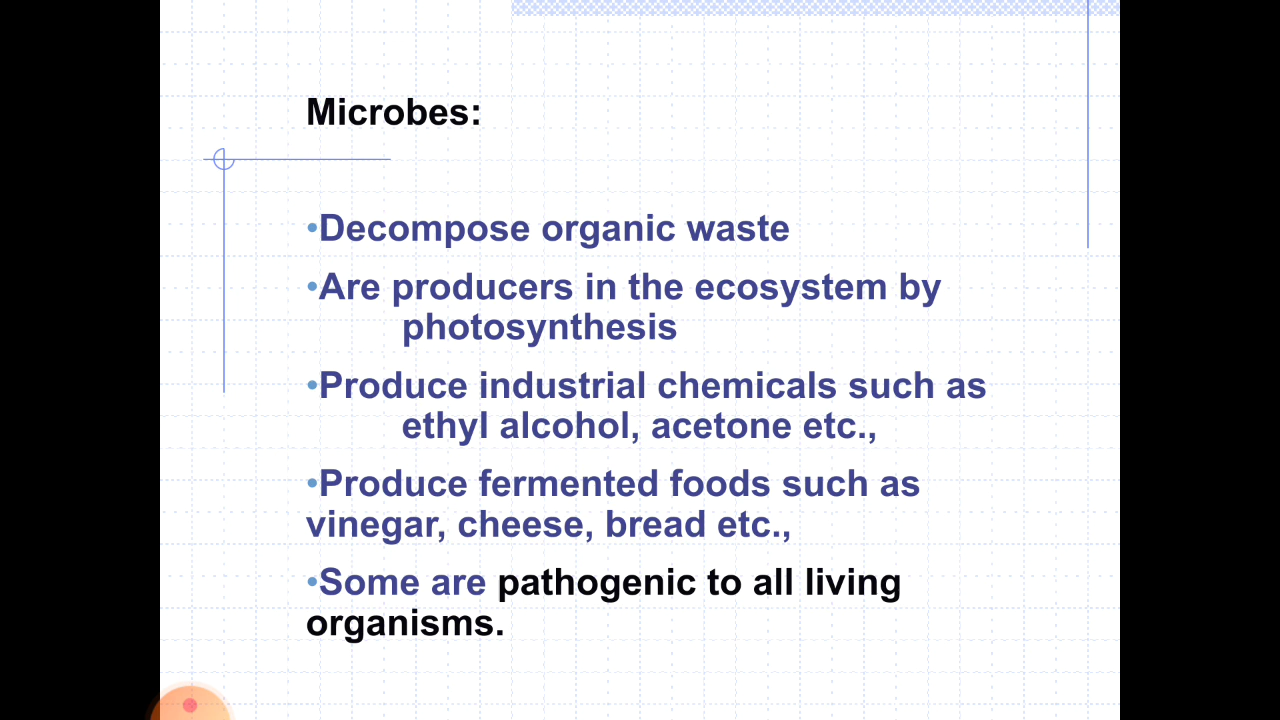 Microbes:
•Decompose organic waste
•Are producers in the ecosystem by
photosynthesis
•Produce industrial chemicals such as
ethyl alcohol, acetone etc.,
•Produce fermented foods such as
vinegar, cheese, bread etc.,
•Some are pathogenic to all living
organisms.